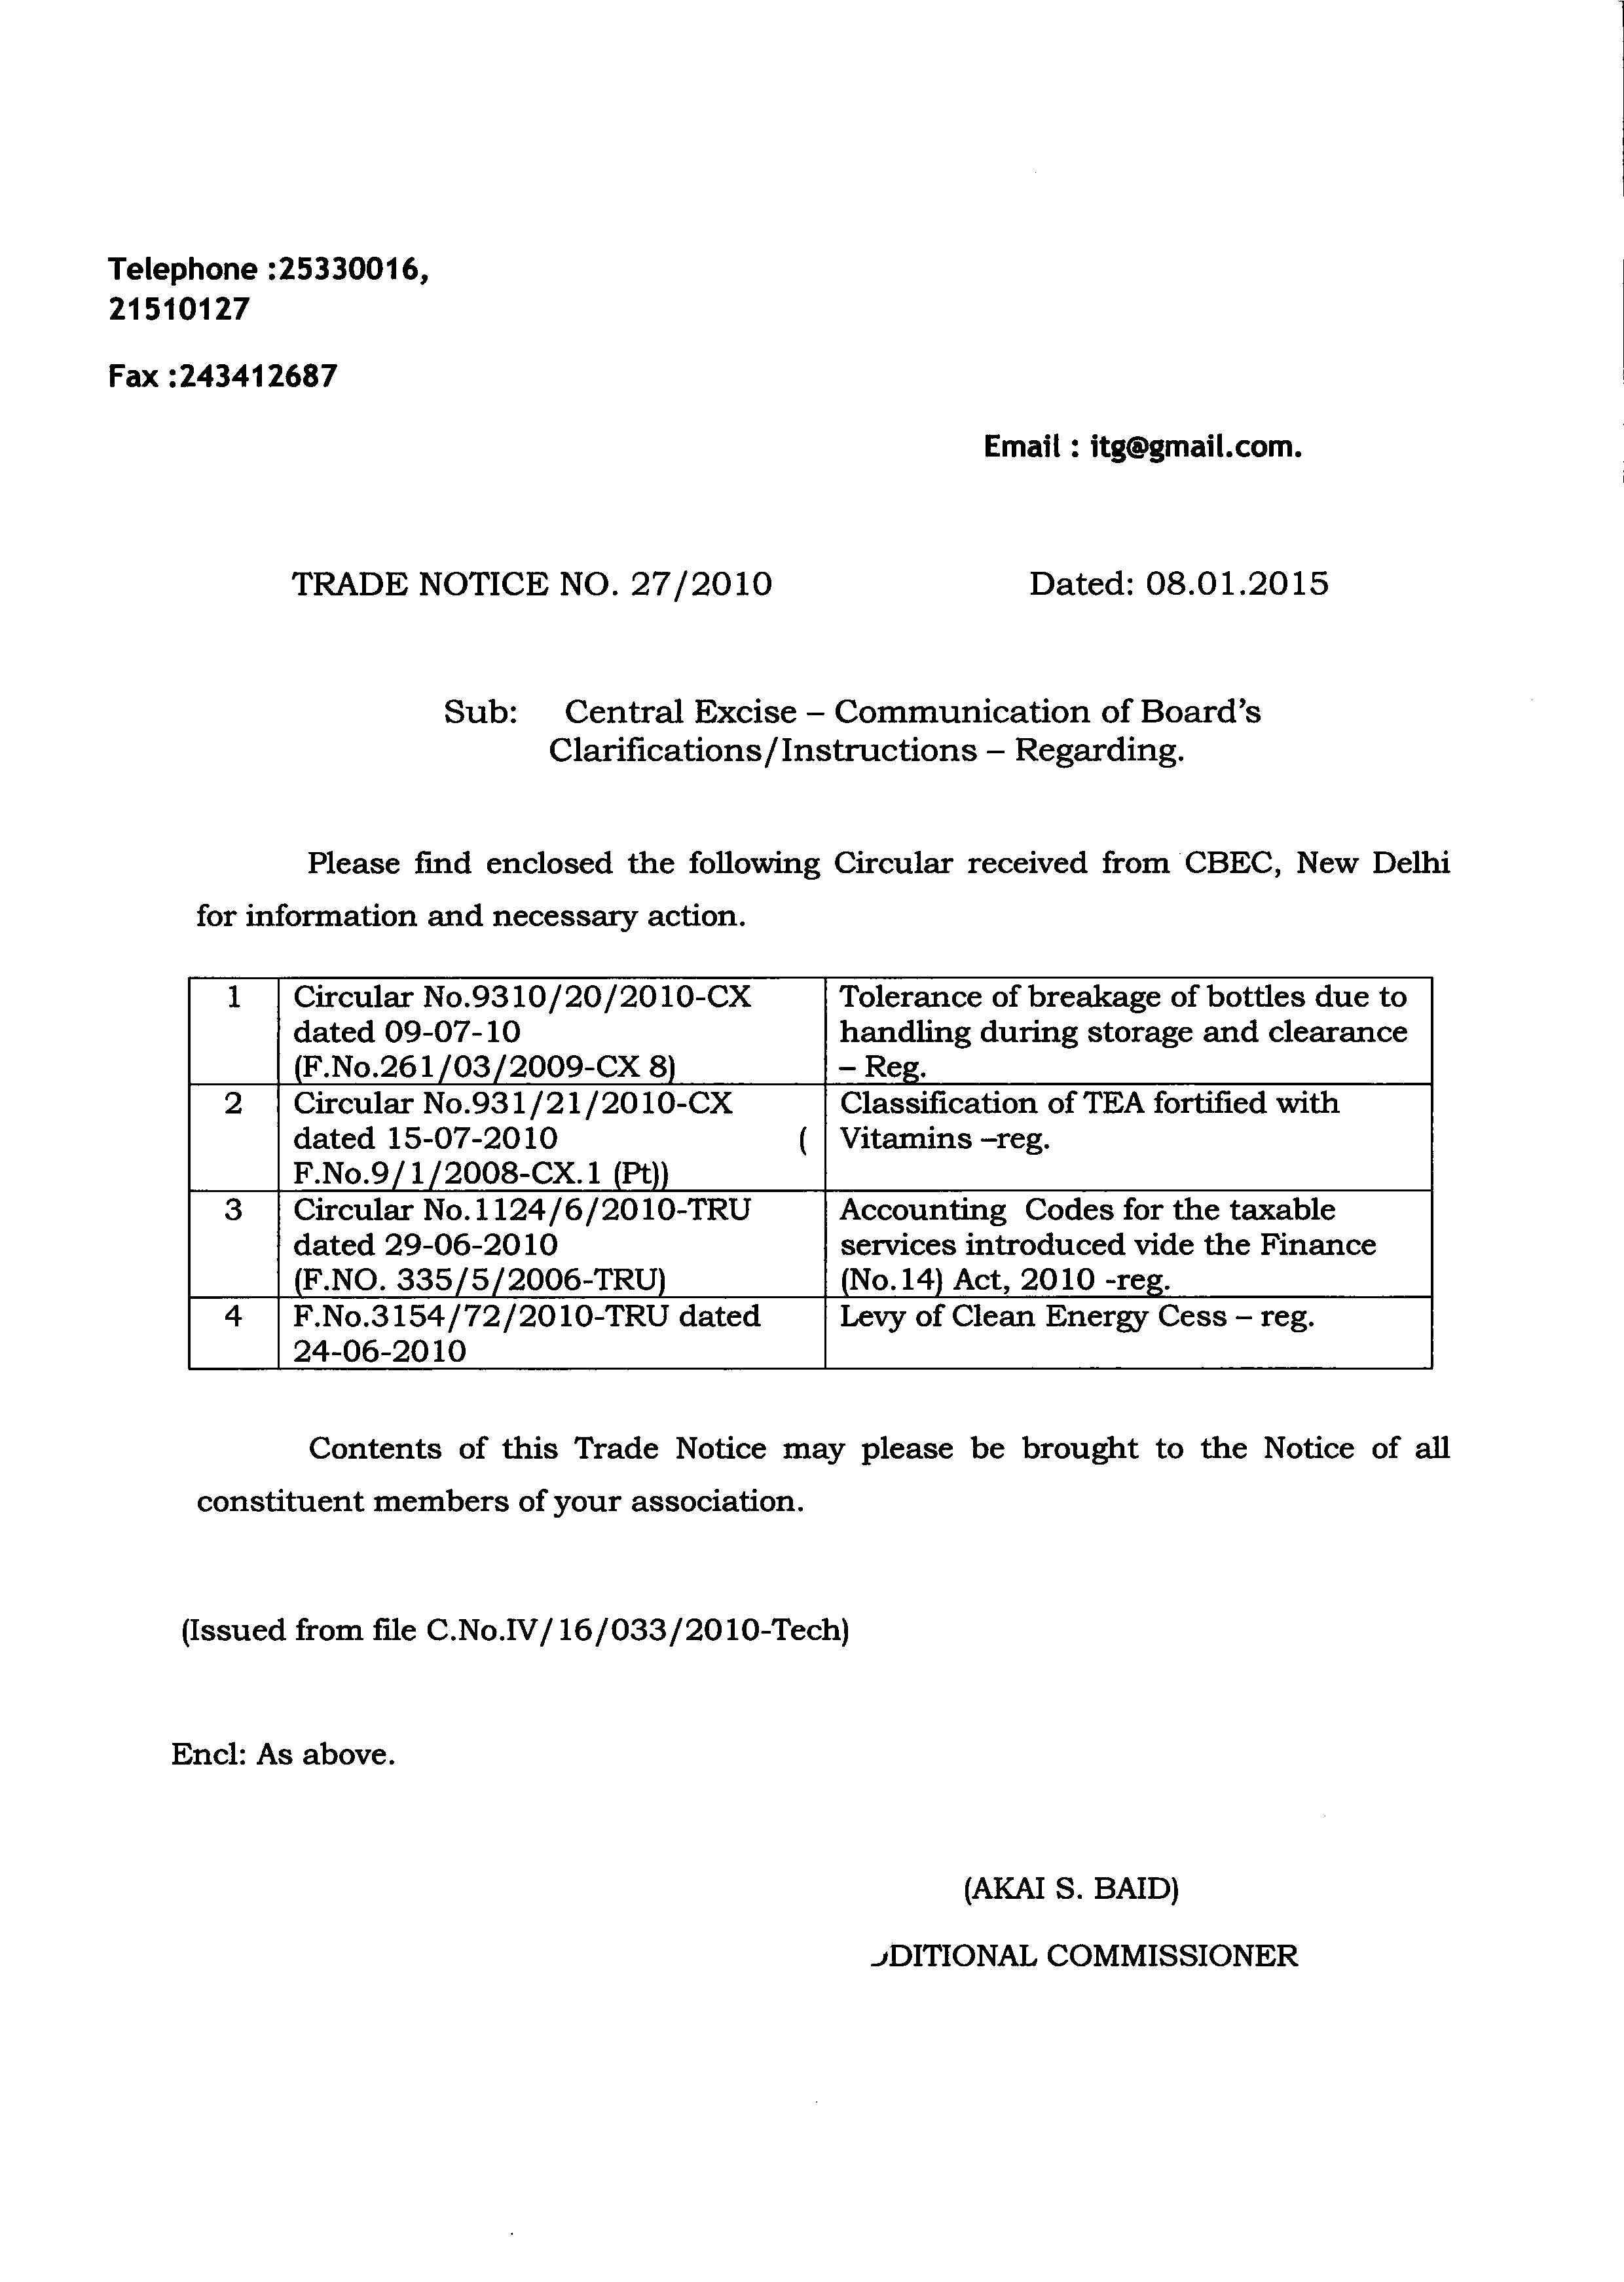 Telephone :25330016,
21510127
Fax :243412687
Email : itg@gmail.com.
TRADE NOTICE NO. 27/2010 Dated: 08.01.2015
Sub: Central Excise – Communication of Board's
Clarifications/Instructions – Regarding.
Please find enclosed the following Circular received from CBEC, New Delhi
for information and necessary action.
1 Circular No.9310/20/2010-CX
dated 09-07-10
(F.No.261/03/2009-CX 8)
Tolerance of breakage of bottles due to
handling during storage and clearance
– Reg.
2 Circular No.931/21/2010-CX
dated 15-07-2010 (
F.No.9/1/2008-CX.1 (Pt))
Classification of TEA fortified with
Vitamins –reg.
3 Circular No.1124/6/2010-TRU
dated 29-06-2010
(F.NO. 335/5/2006-TRU)
Accounting Codes for the taxable
services introduced vide the Finance
(No.14) Act, 2010 -reg.
4 F.No.3154/72/2010-TRU dated
24-06-2010
Levy of Clean Energy Cess – reg.
Contents of this Trade Notice may please be brought to the Notice of all
constituent members of your association.
(Issued from file C.No.IV/16/033/2010-Tech)
Encl: As above.
(AKAI S. BAID)
DITIONAL COMMISSIONER